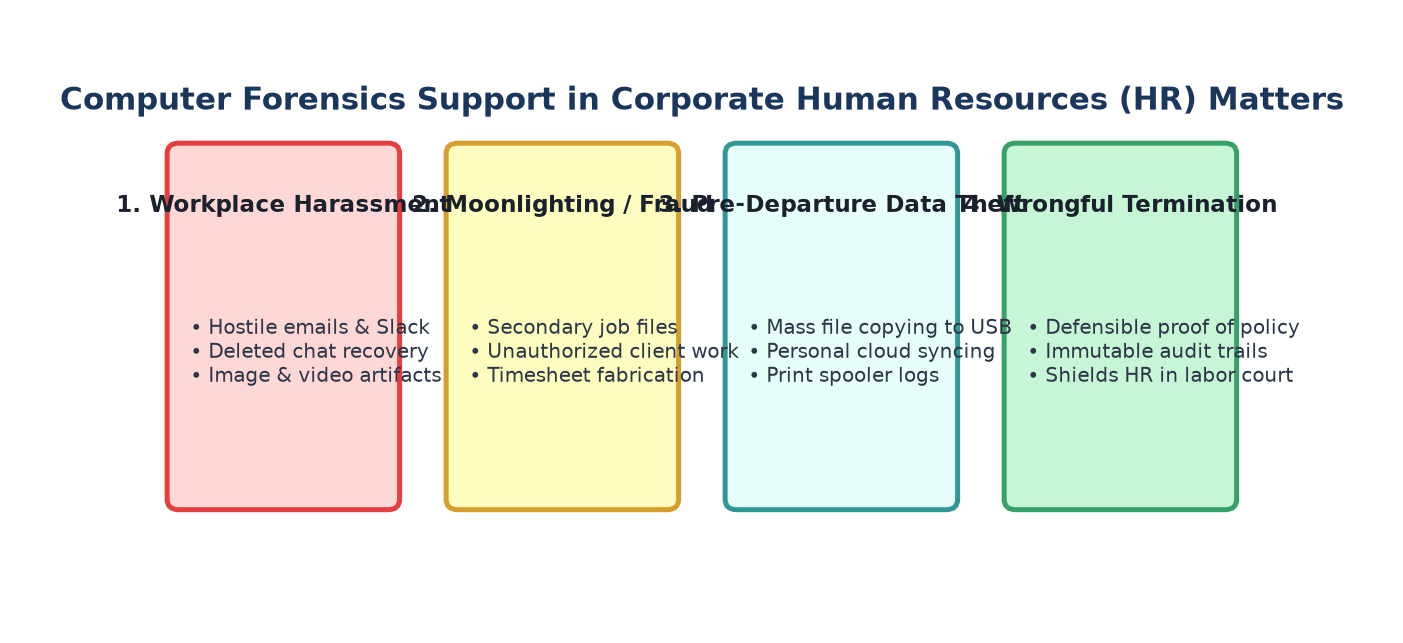 Computer Forensics Support in Corporate Human Resources (HR) Matters
1. Workplace Harassment
• Hostile emails & Slack
• Deleted chat recovery
• Image & video artifacts
2. Moonlighting / Fraud
• Secondary job files
• Unauthorized client work
• Timesheet fabrication
3. Pre-Departure Data Theft
• Mass file copying to USB
• Personal cloud syncing
• Print spooler logs
4. Wrongful Termination
• Defensible proof of policy
• Immutable audit trails
• Shields HR in labor court